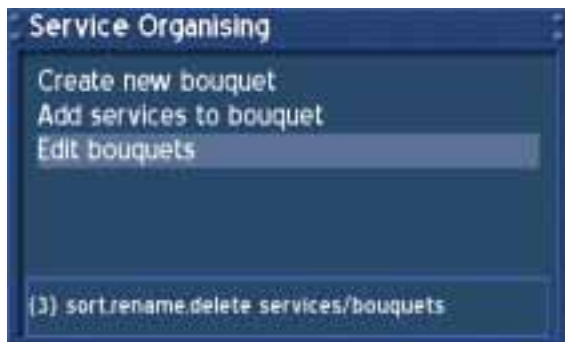 Service Organising
Create new bouquet
Add services to bouquet
Edit bouquets
(3) sort,rename,delete services/bouquets